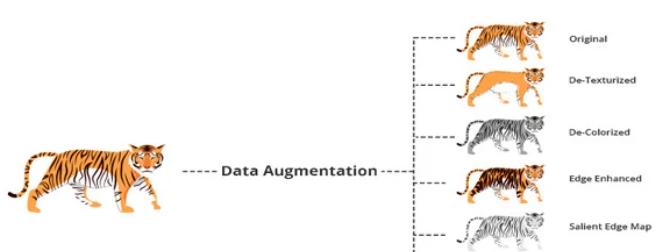 Original
De-Texturized
De-Colorized
Data Augmentation
Edge Enhanced
Salient Edge Map